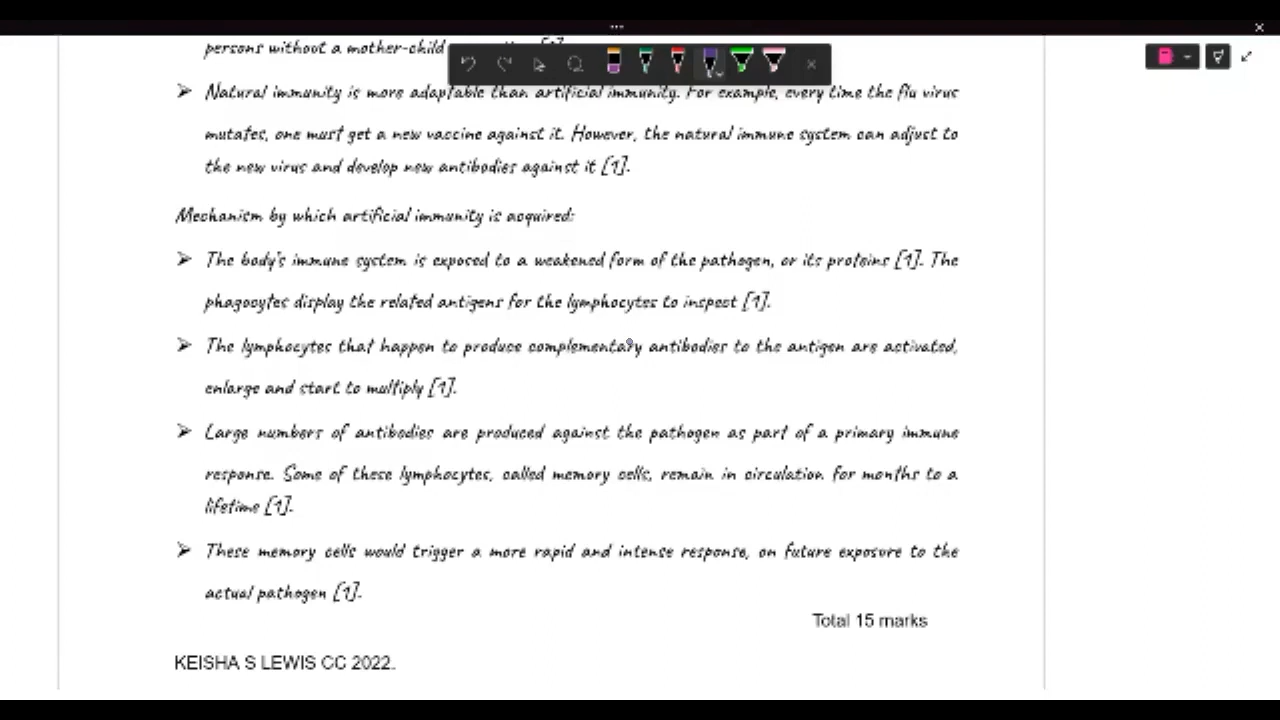 persons without a mother-child
➢ Natural immunity is more adaptable than artificial immunity. For example, every time the flu virus
mutates, one must get a new vaccine against it. However, the natural immune system can adjust to
the new virus and develop new antibodies against it [1].
Mechanism by which artificial immunity is acquired:
➢ The body's immune system is exposed to a weakened form of the pathogen, or its proteins [1]. The
phagocytes display the related antigens for the lymphocytes to inspect [1].
➢ The lymphocytes that happen to produce complementary antibodies to the antigen are activated,
enlarge and start to multiply [1].
➢ Large numbers of antibodies are produced against the pathogen as part of a primary immune
response. Some of these lymphocytes, called memory cells, remain in circulation for months to a
lifetime [1].
➢ These memory cells would trigger a more rapid and intense response, on future exposure to the
actual pathogen [1].
Total 15 marks
KEISHA S LEWIS CC 2022.